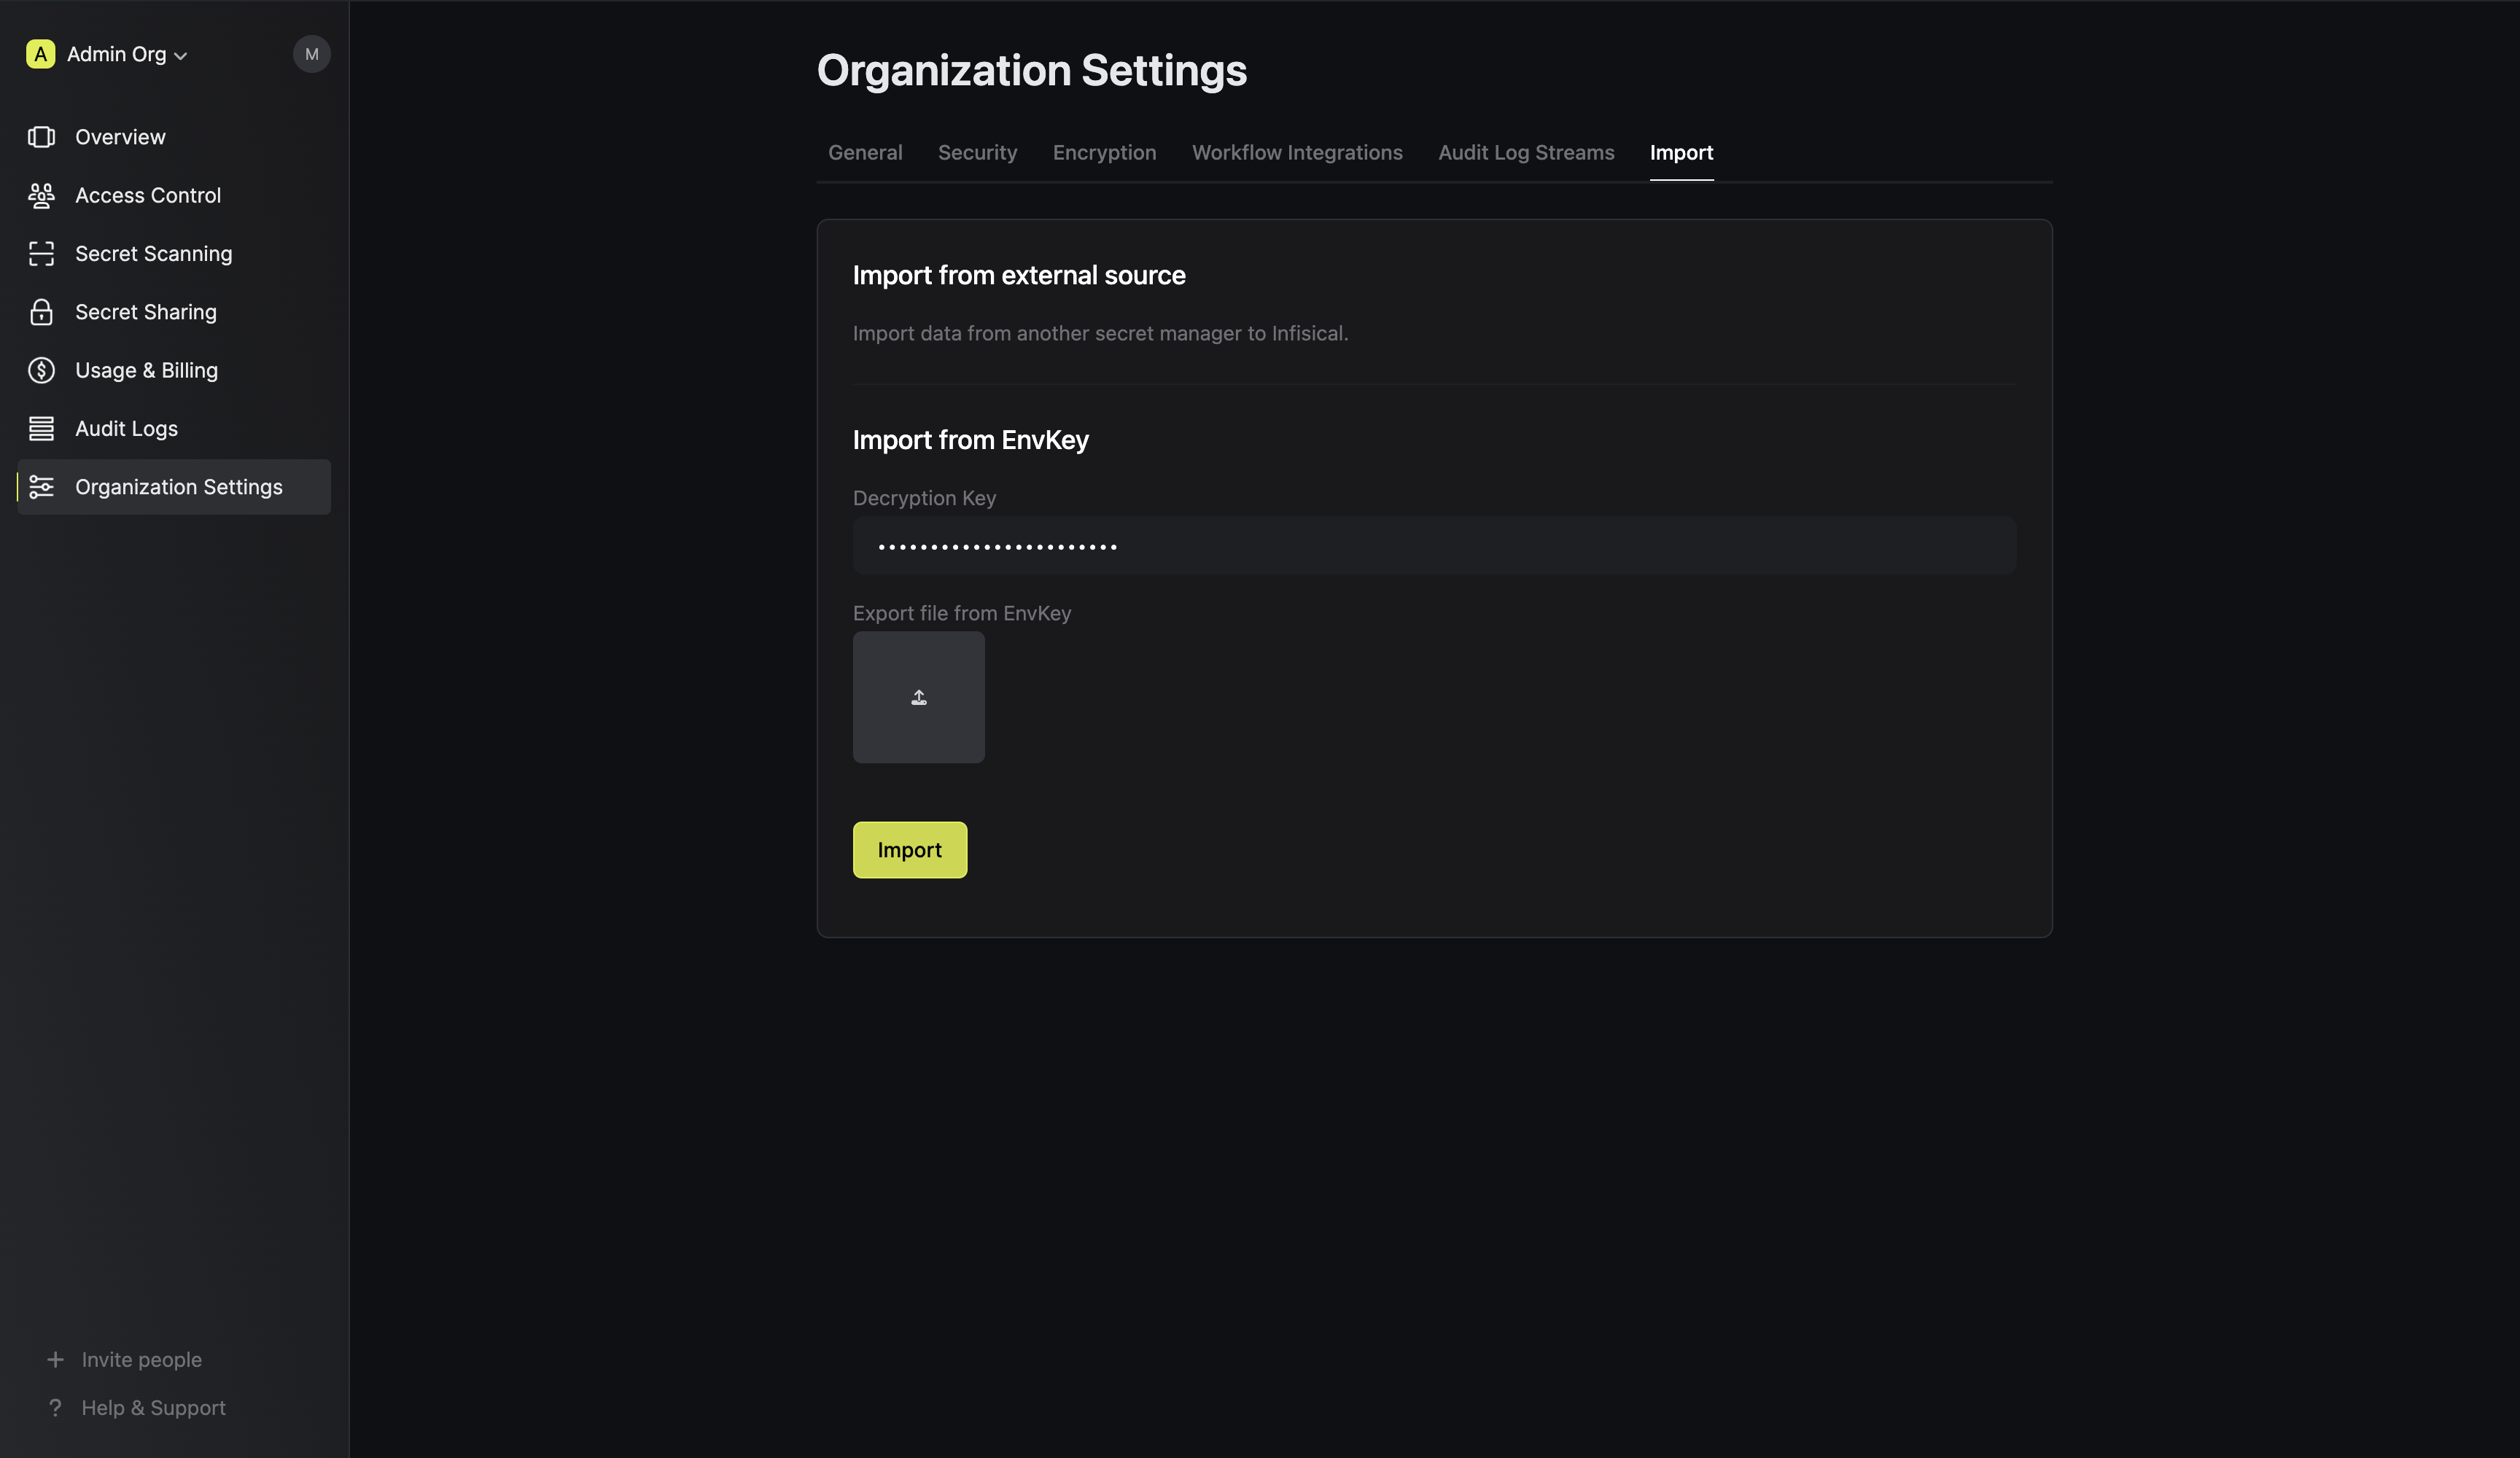 A Admin Org M
Overview
Access Control
Secret Scanning
Secret Sharing
Usage & Billing
Audit Logs
Organization Settings
+ Invite people
? Help & Support
Organization Settings
General Security Encryption Workflow Integrations Audit Log Streams Import
Import from external source
Import data from another secret manager to Infisical.
Import from EnvKey
Decryption Key
•••••••••••••••••••••••
Export file from EnvKey
Import